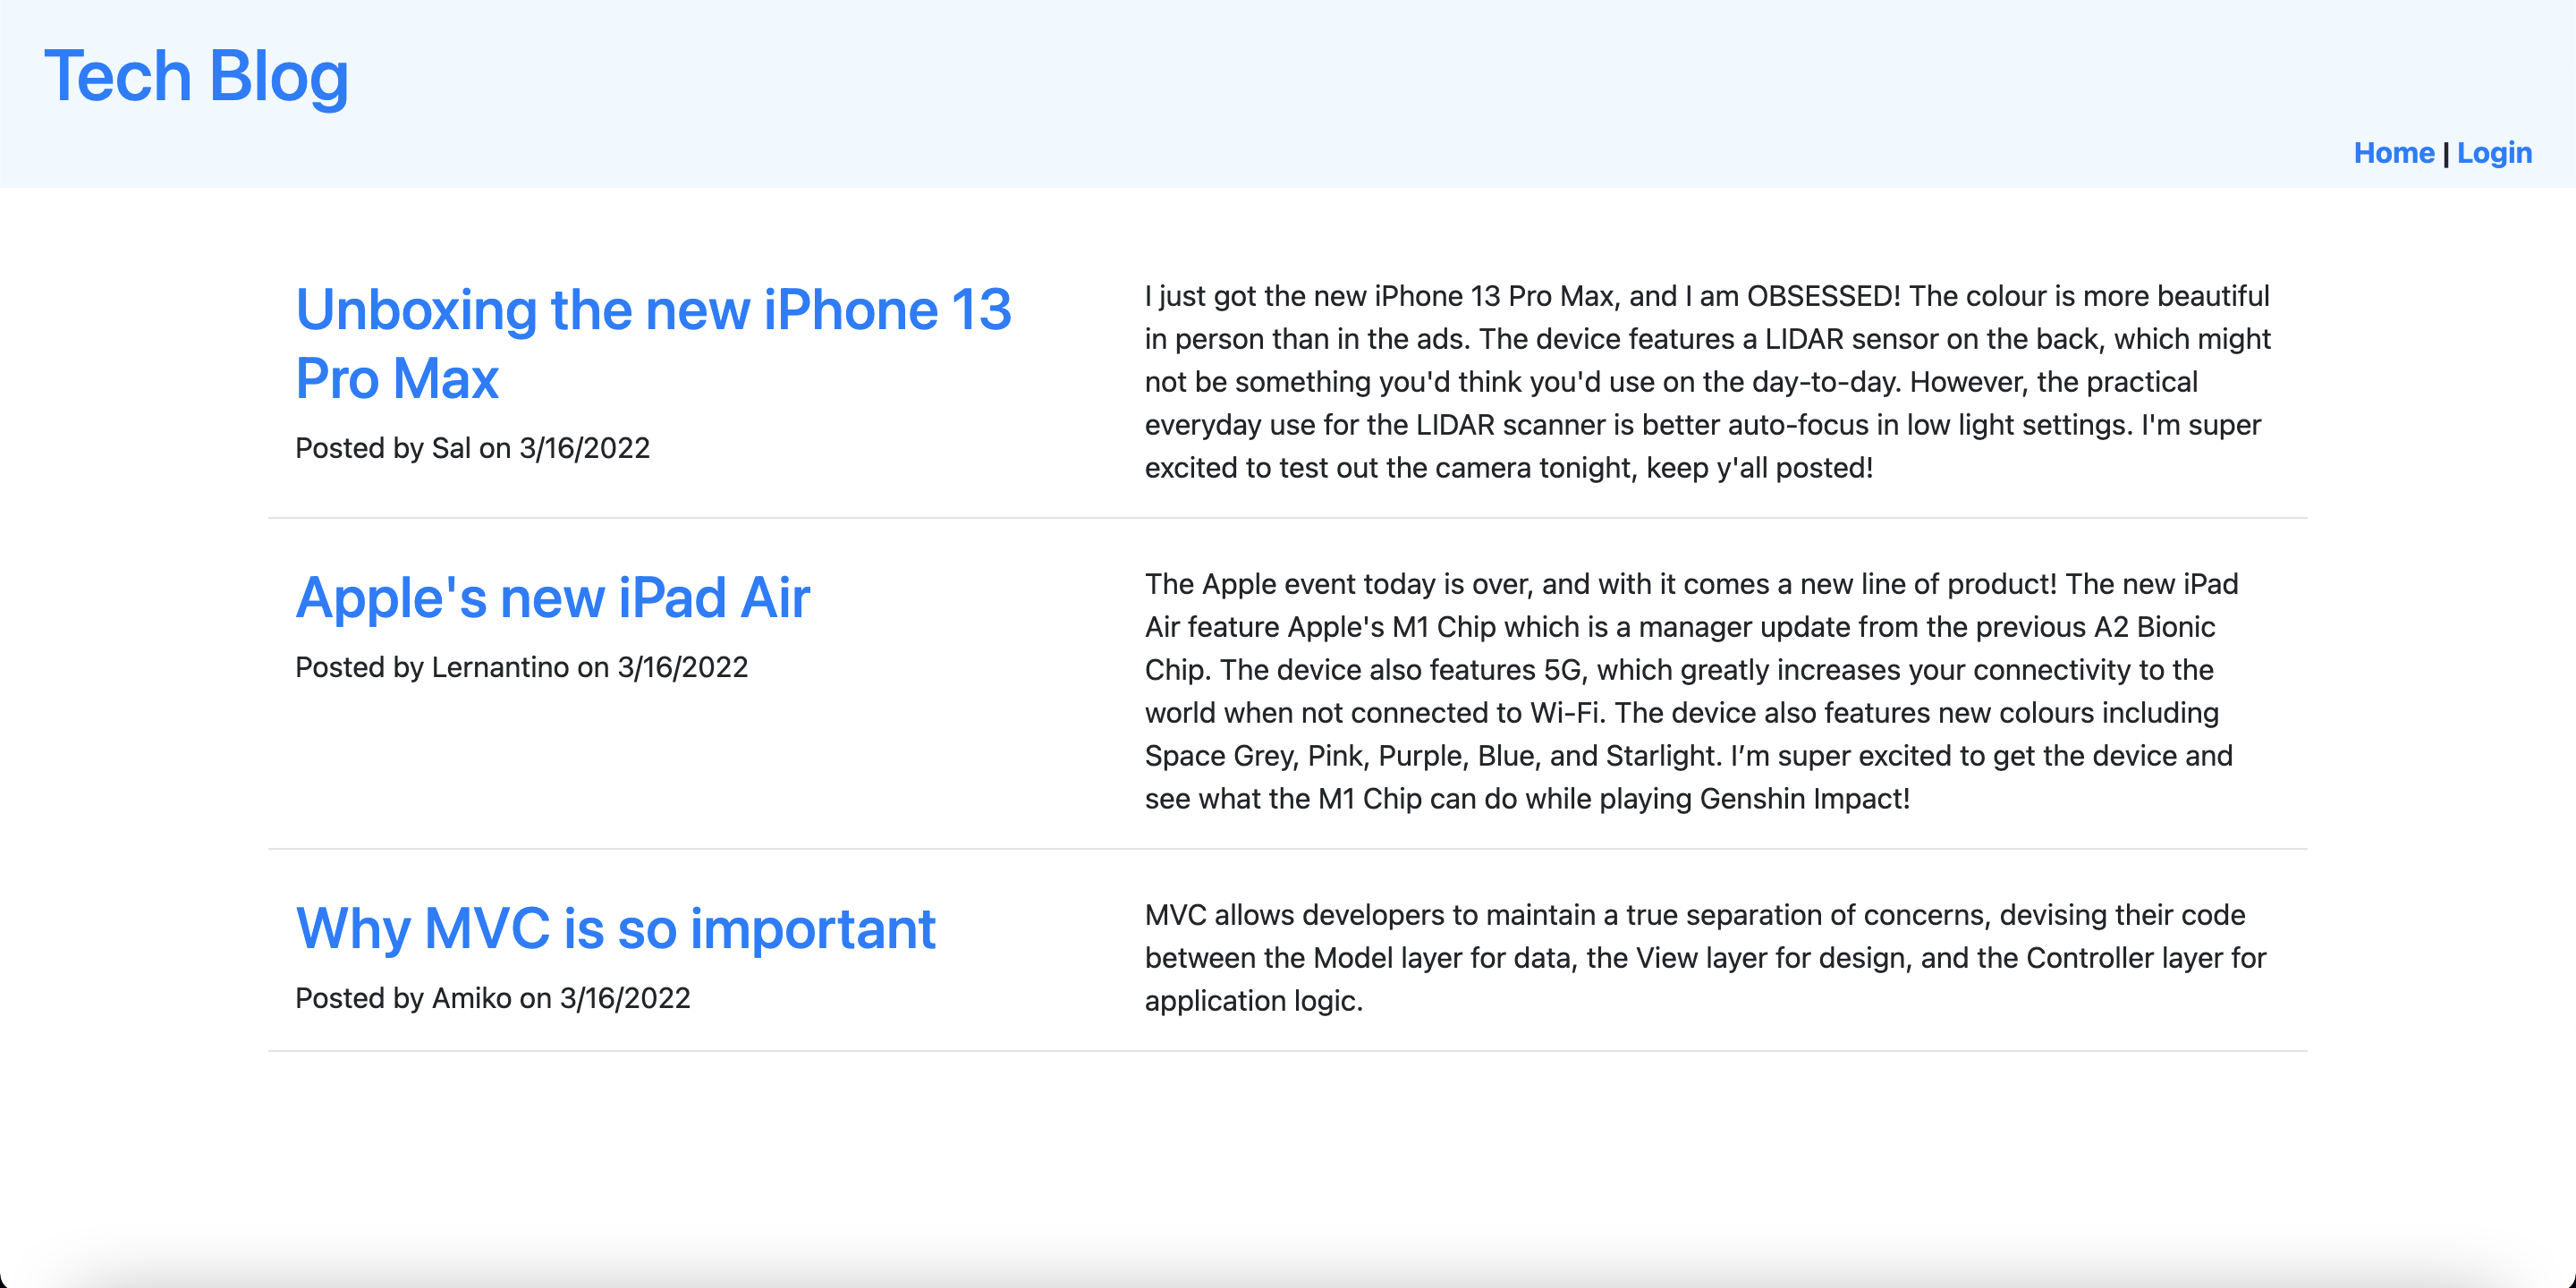 Tech Blog
Home | Login
Unboxing the new iPhone 13
Pro Max
Posted by Sal on 3/16/2022
I just got the new iPhone 13 Pro Max, and I am OBSESSED! The colour is more beautiful
in person than in the ads. The device features a LIDAR sensor on the back, which might
not be something you'd think you'd use on the day-to-day. However, the practical
everyday use for the LIDAR scanner is better auto-focus in low light settings. I'm super
excited to test out the camera tonight, keep y'all posted!
Apple's new iPad Air
Posted by Lernantino on 3/16/2022
The Apple event today is over, and with it comes a new line of product! The new iPad
Air feature Apple's M1 Chip which is a manager update from the previous A2 Bionic
Chip. The device also features 5G, which greatly increases your connectivity to the
world when not connected to Wi-Fi. The device also features new colours including
Space Grey, Pink, Purple, Blue, and Starlight. I’m super excited to get the device and
see what the M1 Chip can do while playing Genshin Impact!
Why MVC is so important
Posted by Amiko on 3/16/2022
MVC allows developers to maintain a true separation of concerns, devising their code
between the Model layer for data, the View layer for design, and the Controller layer for
application logic.